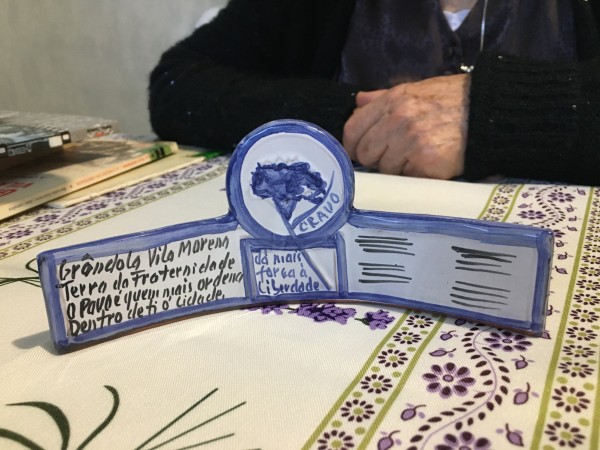 Grândola Vila Morena
Terra da Fraternidade
O Povo é quem mais ordena
Dentro de ti o Cidade.
CRAVO
dá mais
força à
Liberdade